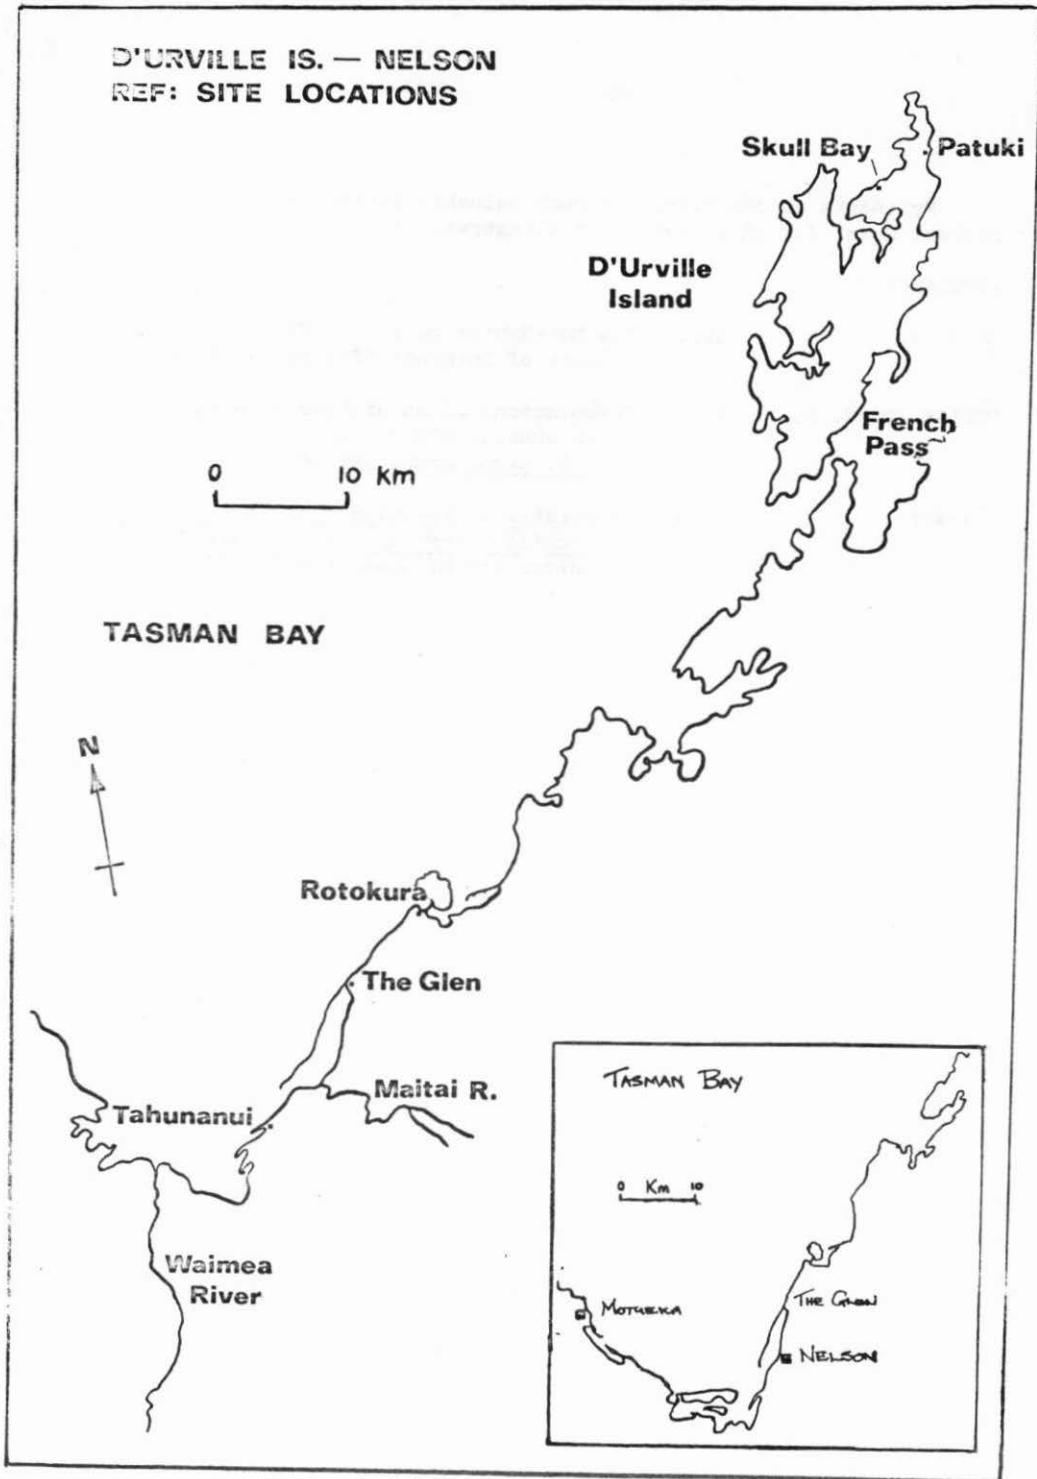 D'URVILLE IS. — NELSON
REF: SITE LOCATIONS
Skull Bay
Patuki
D'Urville
Island
French
Pass
0 10 km
TASMAN BAY
N
Rotokura
The Glen
Maitai R.
Tahunanui
Waimea
River
TASMAN BAY
0 Km 10
MOTUEKA
THE GLEN
NELSON